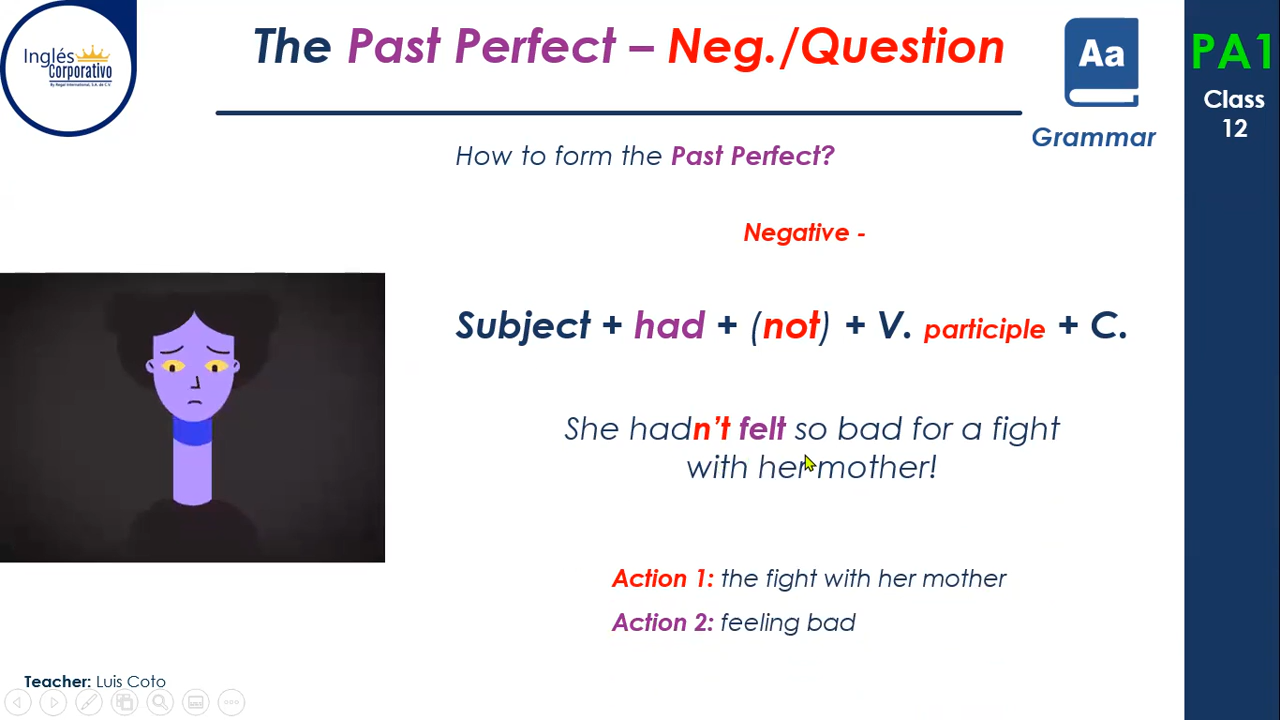 Inglés
Corporativo
By Regal International, S.A. de C.V.
The Past Perfect – Neg./Question
Aa
Grammar
PA1
Class
12
How to form the Past Perfect?
Negative -
Subject + had + (not) + V. participle + C.
She hadn’t felt so bad for a fight
with her mother!
Action 1: the fight with her mother
Action 2: feeling bad
Teacher: Luis Coto